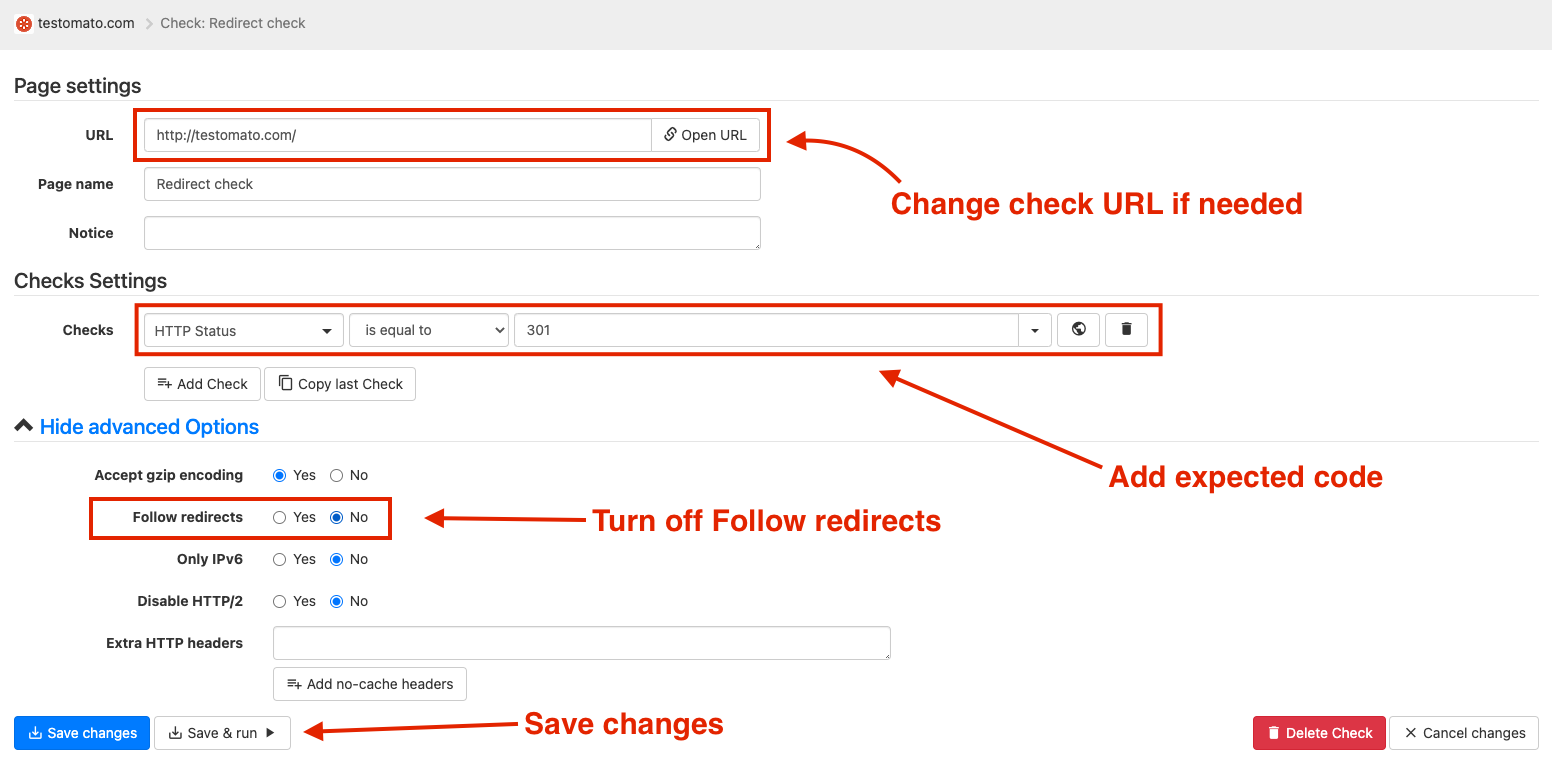 testomato.com Check: Redirect check
Page settings
URL http://testomato.com/ Open URL
Change check URL if needed
Page name Redirect check
Notice
Checks Settings
Checks HTTP Status is equal to 301
Add Check Copy last Check
Hide advanced Options
Accept gzip encoding Yes No
Add expected code
Follow redirects Yes No
Turn off Follow redirects
Only IPv6 Yes No
Disable HTTP/2 Yes No
Extra HTTP headers
Add no-cache headers
Save changes Save & run
Save changes
Delete Check Cancel changes